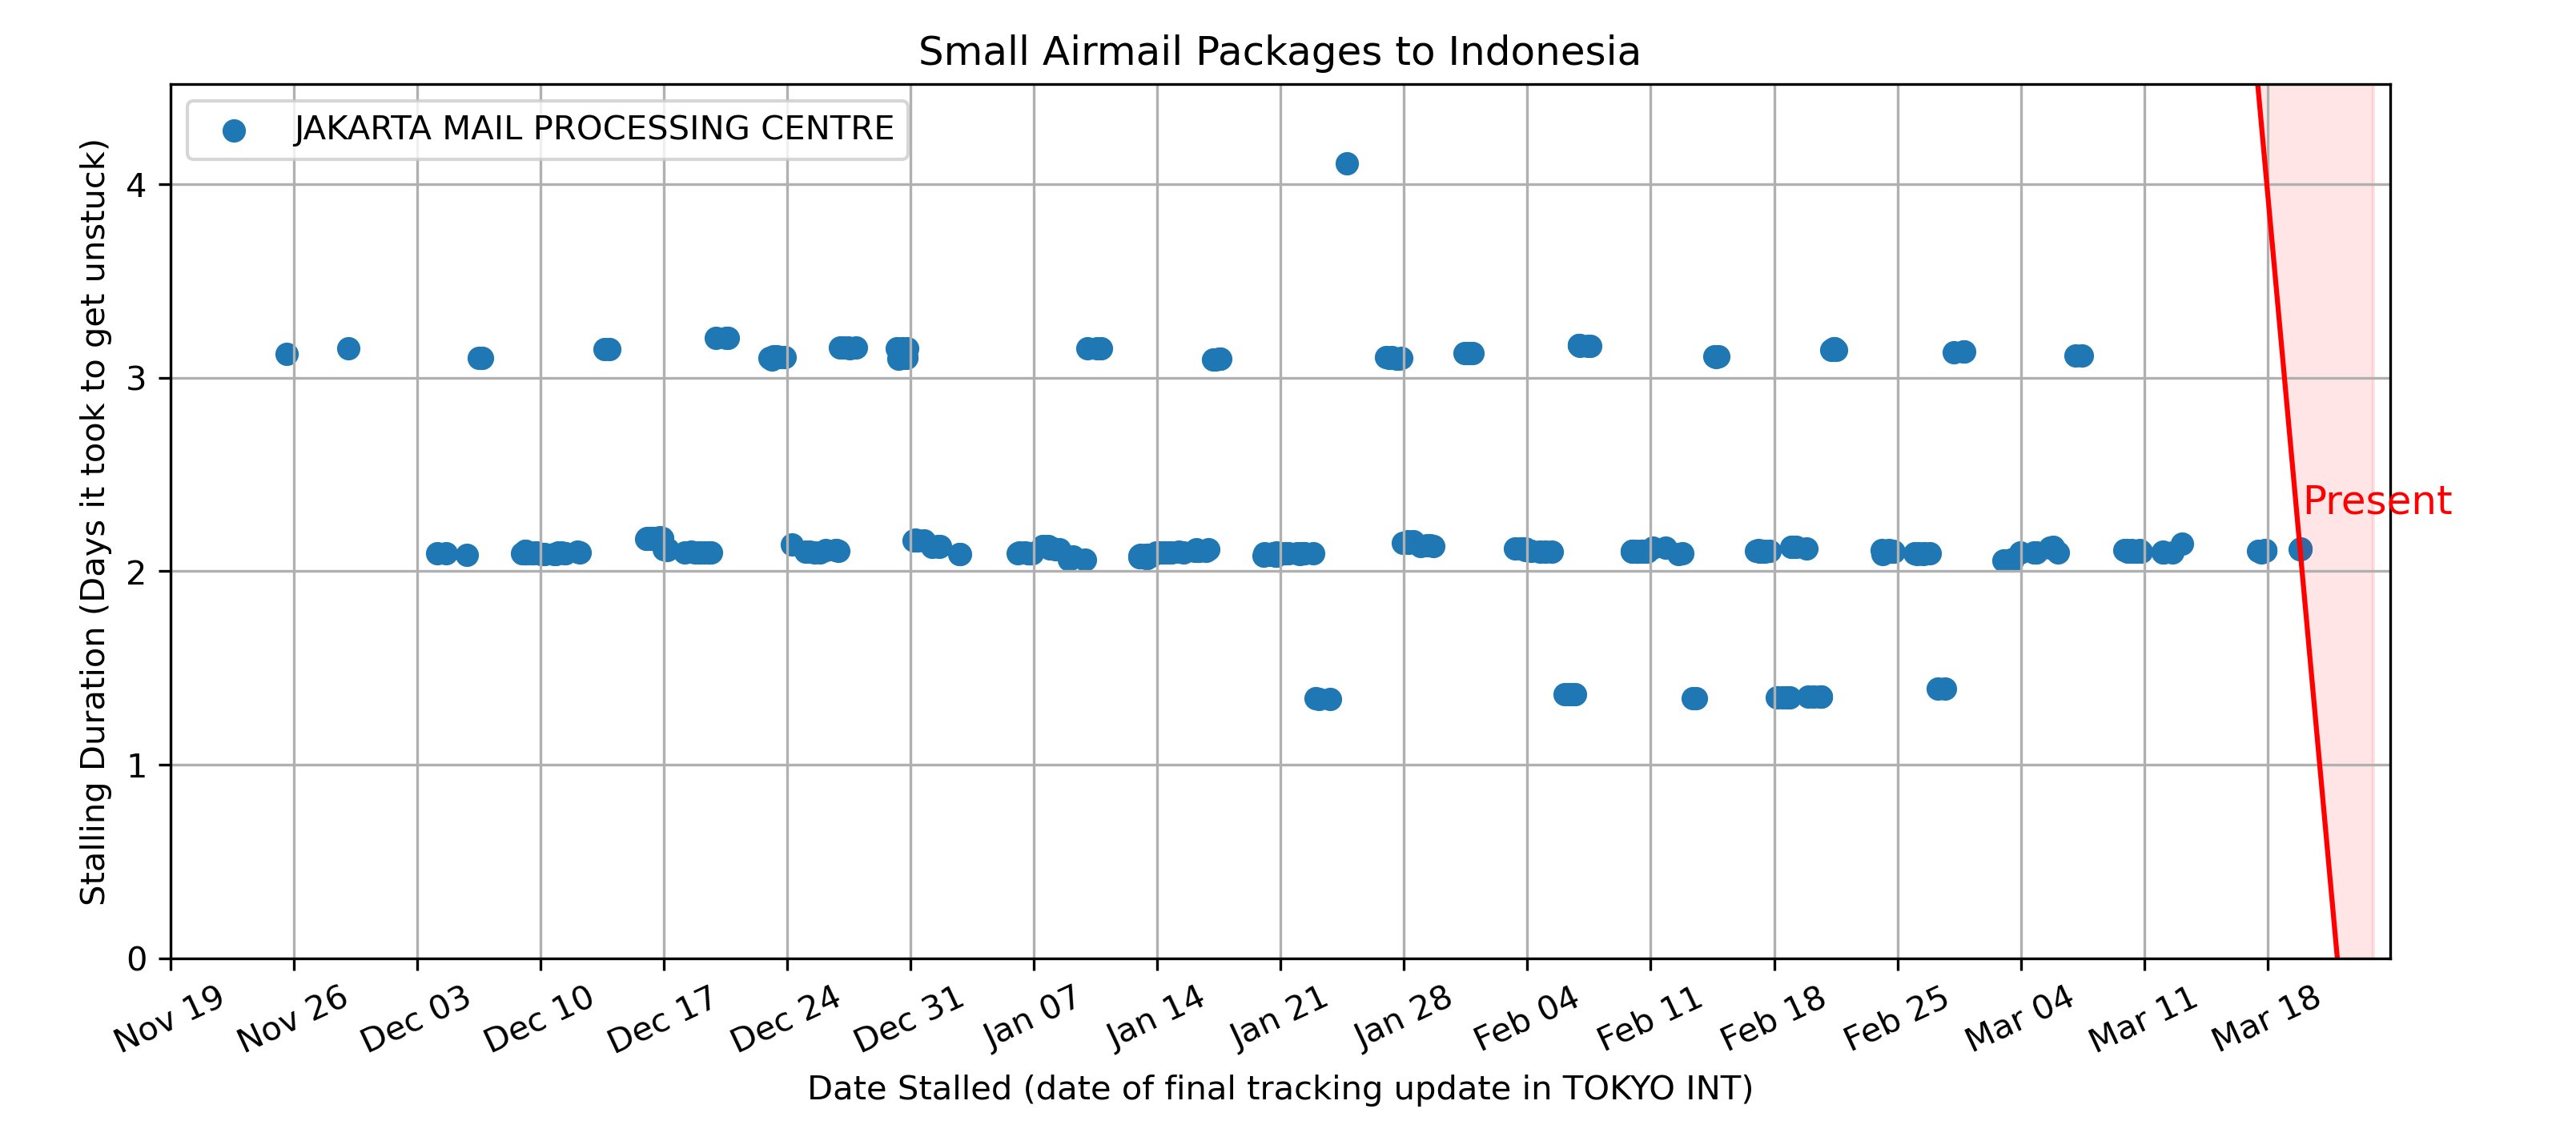 Small Airmail Packages to Indonesia
JAKARTA MAIL PROCESSING CENTRE
Stalling Duration (Days it took to get unstuck)
4
3
2
1
0
Present
Nov 19
Nov 26
Dec 03
Dec 10
Dec 17
Dec 24
Dec 31
Jan 07
Jan 14
Jan 21
Jan 28
Feb 04
Feb 11
Feb 18
Feb 25
Mar 04
Mar 11
Mar 18
Date Stalled (date of final tracking update in TOKYO INT)